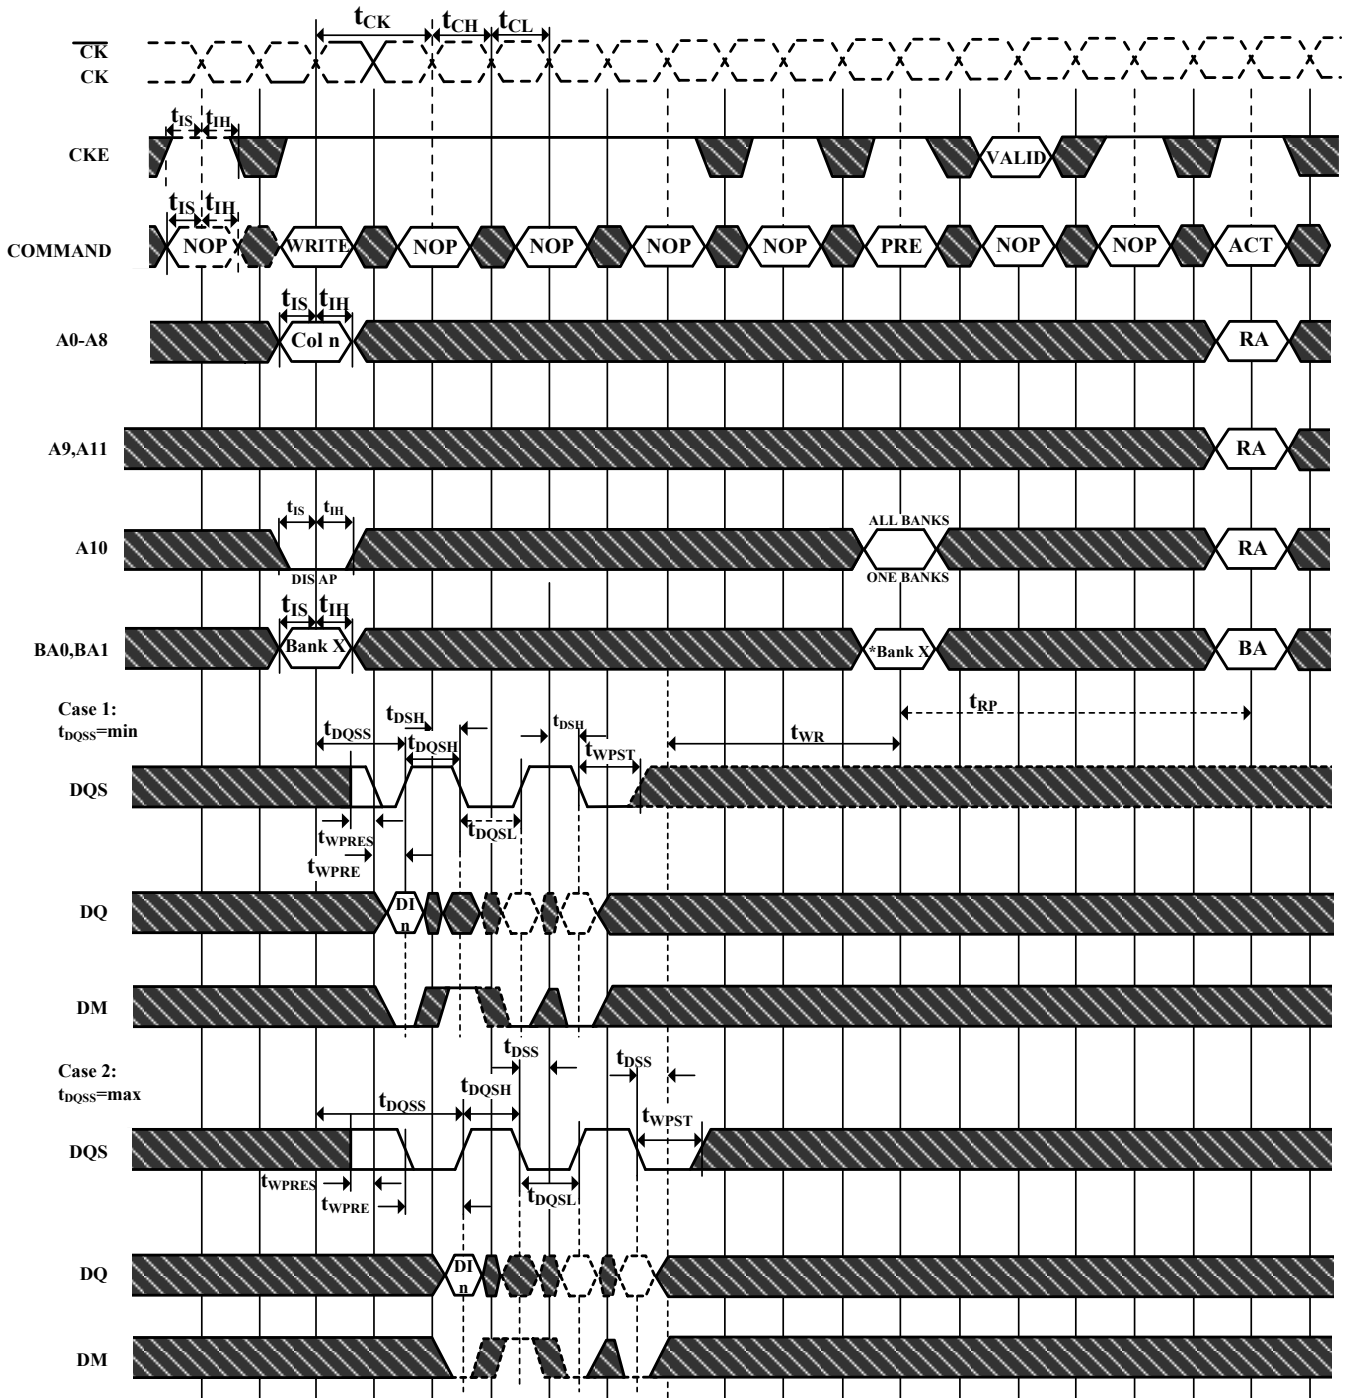 tCK tCH tCL
CK
CK
tIS tIH
CKE VALID
tIS tIH
COMMAND NOP WRITE NOP NOP NOP NOP PRE NOP NOP ACT
tIS tIH
A0-A8 Col n RA
A9,A11 RA
tIS tIH ALL BANKS
A10 RA
DIS AP ONE BANKS
tIS tIH
BA0,BA1 Bank X *Bank X BA
Case 1:
tDQSS=min
tDSH tDSH tRP
tDQSS tDQSH tWPST tWR
DQS
tWPRES tDQSL
tWPRE
DQ DI
n
DM
Case 2:
tDQSS=max
tDSS tDSS
tDQSS tDQSH tWPST
DQS
tWPRES tDQSL
tWPRE
DQ DI
n
DM